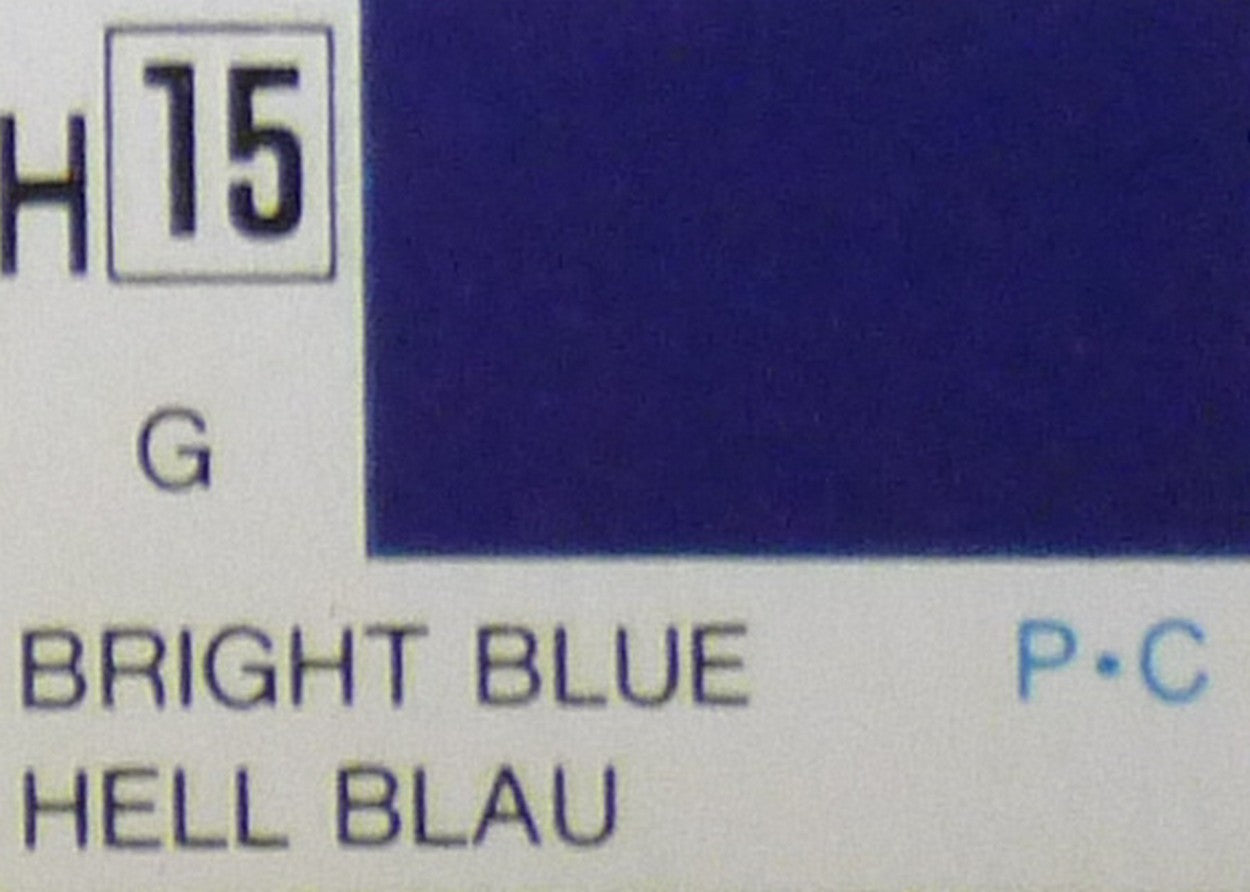 H 15
G
BRIGHT BLUE P·C
HELL BLAU